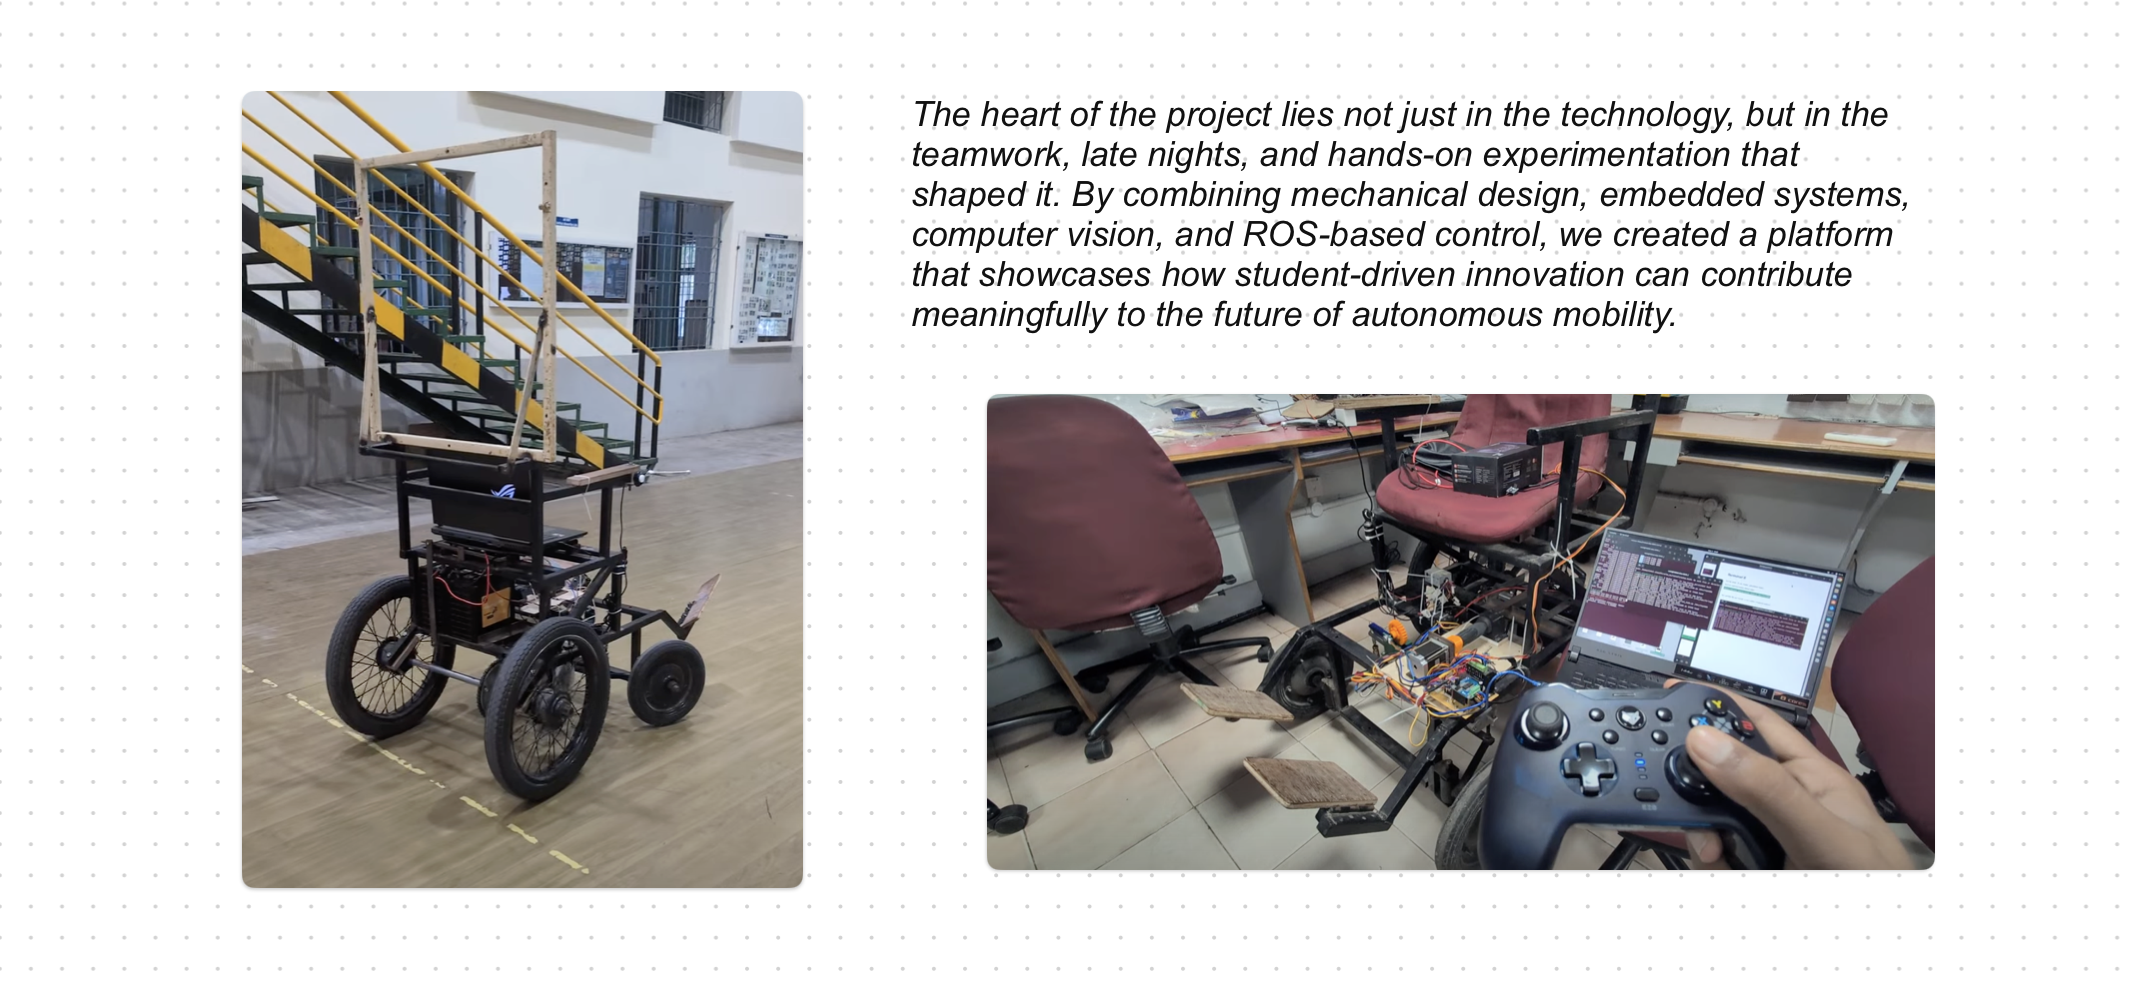 The heart of the project lies not just in the technology, but in the
teamwork, late nights, and hands-on experimentation that
shaped it. By combining mechanical design, embedded systems,
computer vision, and ROS-based control, we created a platform
that showcases how student-driven innovation can contribute
meaningfully to the future of autonomous mobility.